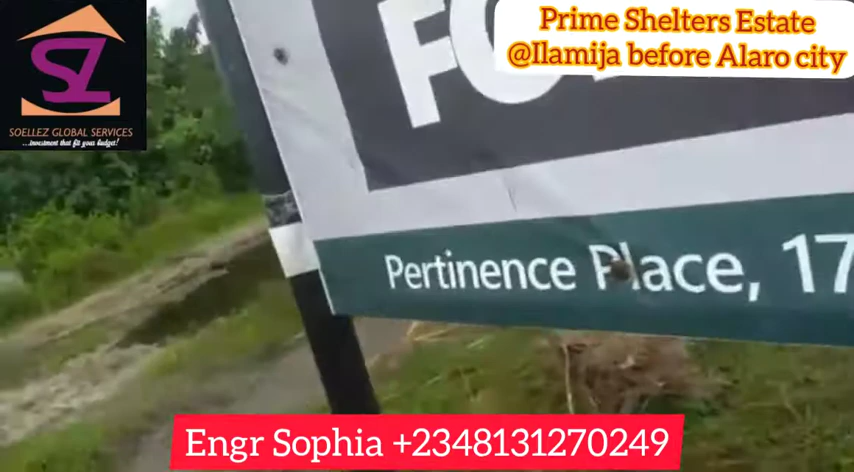 SZ
SOELLEZ GLOBAL SERVICES
...investment that fit your budget!
Prime Shelters Estate
@Ilamija before Alaro city
Pertinence Place, 17
Engr Sophia +2348131270249